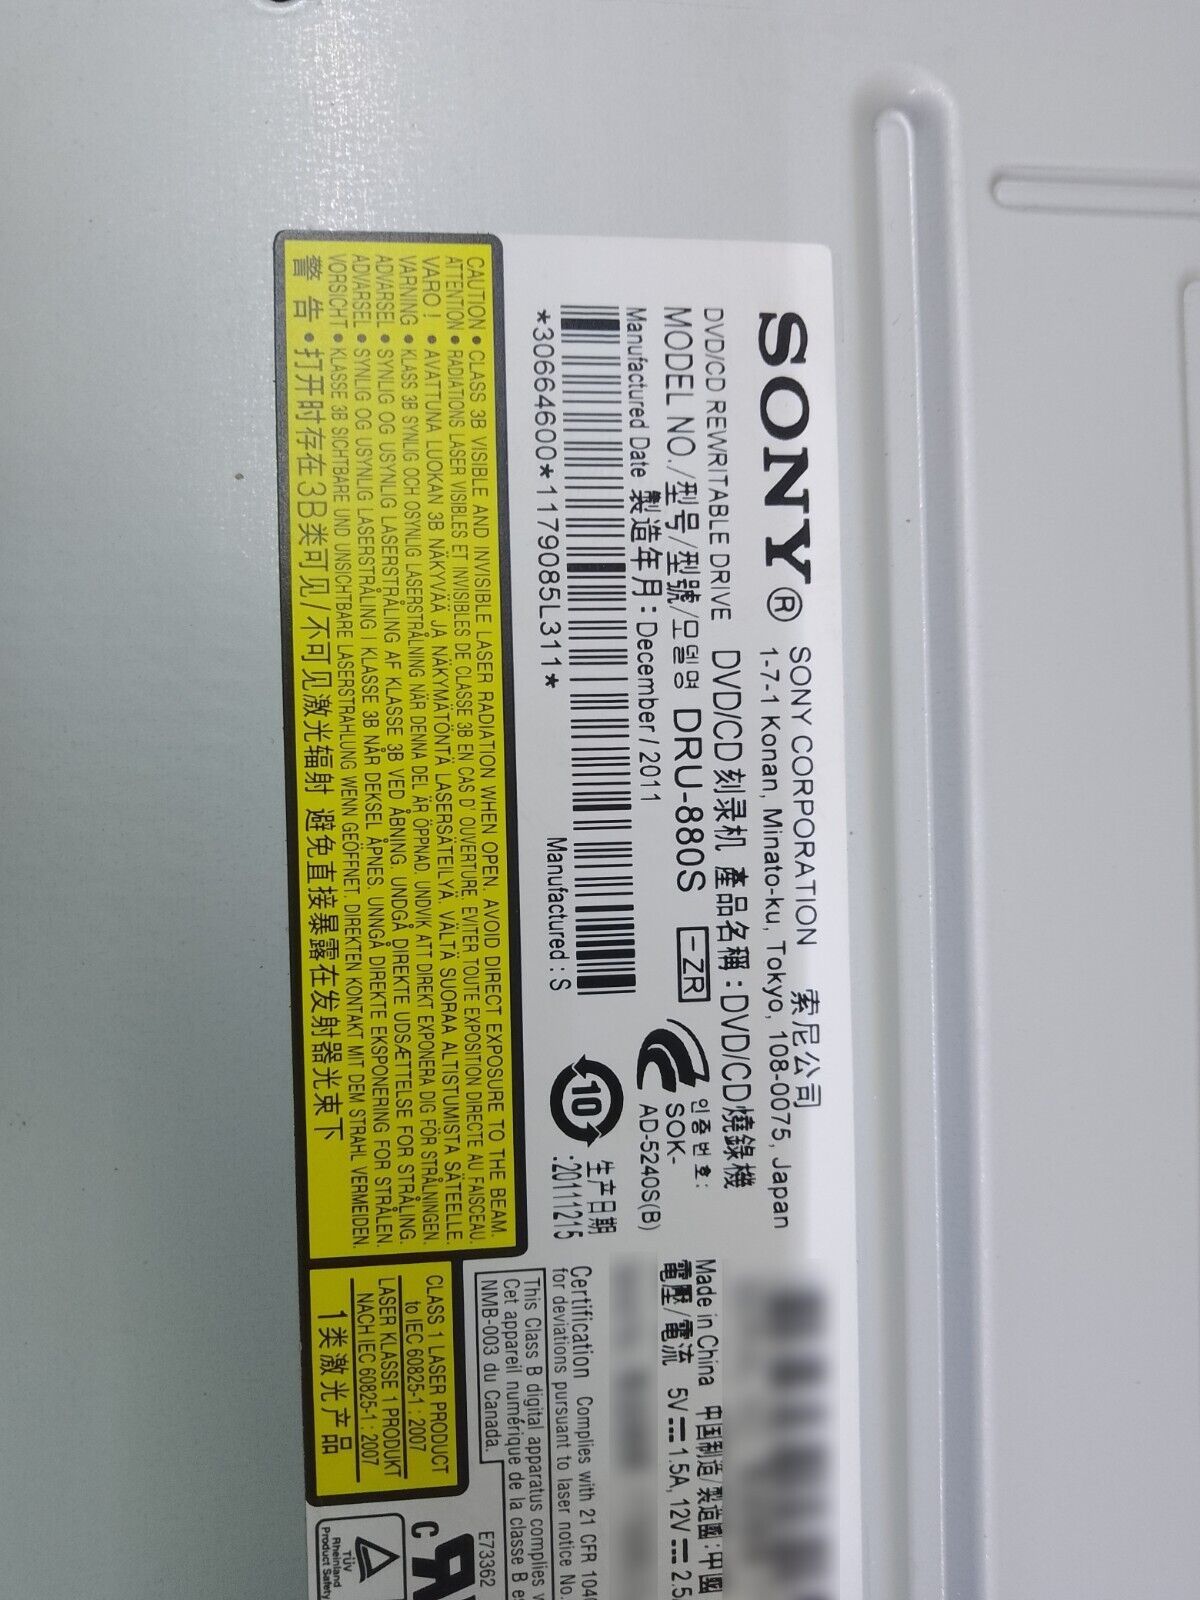 SONY®
SONY CORPORATION 索尼公司
1-7-1 Konan, Minato-ku, Tokyo, 108-0075, Japan
DVD/CD REWRITABLE DRIVE DVD/CD刻录机 產品名稱:DVD/CD燒錄機
MODEL NO./型号/型號/모델명 DRU-880S -ZR
Manufactured Date 製造年月:December/2011
*30664600*1179085L311*
Manufactured : S
인증번호:
SOK-
AD-5240S(B)
10
生产日期
:20111215
Made in China 中国制造/製造國:中國
電壓/電流 5V 1.5A, 12V 2.5
Certification Complies with 21 CFR 104
for deviations pursuant to laser notice No.
This Class B digital apparatus complies
Cet appareil numérique de la classe B
NMB-003 du Canada.
E73362
c
TÜV
Rheinland
Product Safety
CAUTION • CLASS 3B VISIBLE AND INVISIBLE LASER RADIATION WHEN OPEN. AVOID DIRECT EXPOSURE TO THE BEAM.
ATTENTION • RADIATIONS LASER VISIBLES ET INVISIBLES DE CLASSE 3B EN CAS D' OUVERTURE. EVITER TOUTE EXPOSITION DIRECTE AU FAISCEAU.
VARO ! • AVATTUNA LUOKAN 3B NÄKYVÄÄ JA NÄKYMÄTÖNTÄ LASERSÄTEILYÄ. VÄLTÄ SUORAA ALTISTUMISTA SÄTEELLE.
VARNING • KLASS 3B SYNLIG OCH OSYNLIG LASERSTRÅLNING NÄR DENNA DEL ÄR ÖPPNAD. UNDVIK ATT DIREKT EXPONERA DIG FÖR STRÅLNINGEN.
ADVARSEL • SYNLIG OG USYNLIG LASERSTRÅLING AF KLASSE 3B VED ÅBNING. UNDGÅ DIREKTE UDSÆTTELSE FOR STRÅLING.
ADVARSEL • SYNLIG OG USYNLIG LASERSTRÅLING I KLASSE 3B NÅR DEKSEL ÅPNES. UNNGÅ DIREKTE EKSPONERING FOR STRÅLEN.
VORSICHT • KLASSE 3B SICHTBARE UND UNSICHTBARE LASERSTRAHLUNG WENN GEÖFFNET. DIREKTEN KONTAKT MIT DEM STRAHL VERMEIDEN.
警告 • 打开时存在3B类可见/不可见激光辐射 避免直接暴露在发射器光束下
CLASS 1 LASER PRODUCT
to IEC 60825-1 : 2007
LASER KLASSE 1 PRODUKT
NACH IEC 60825-1 : 2007
1类激光产品